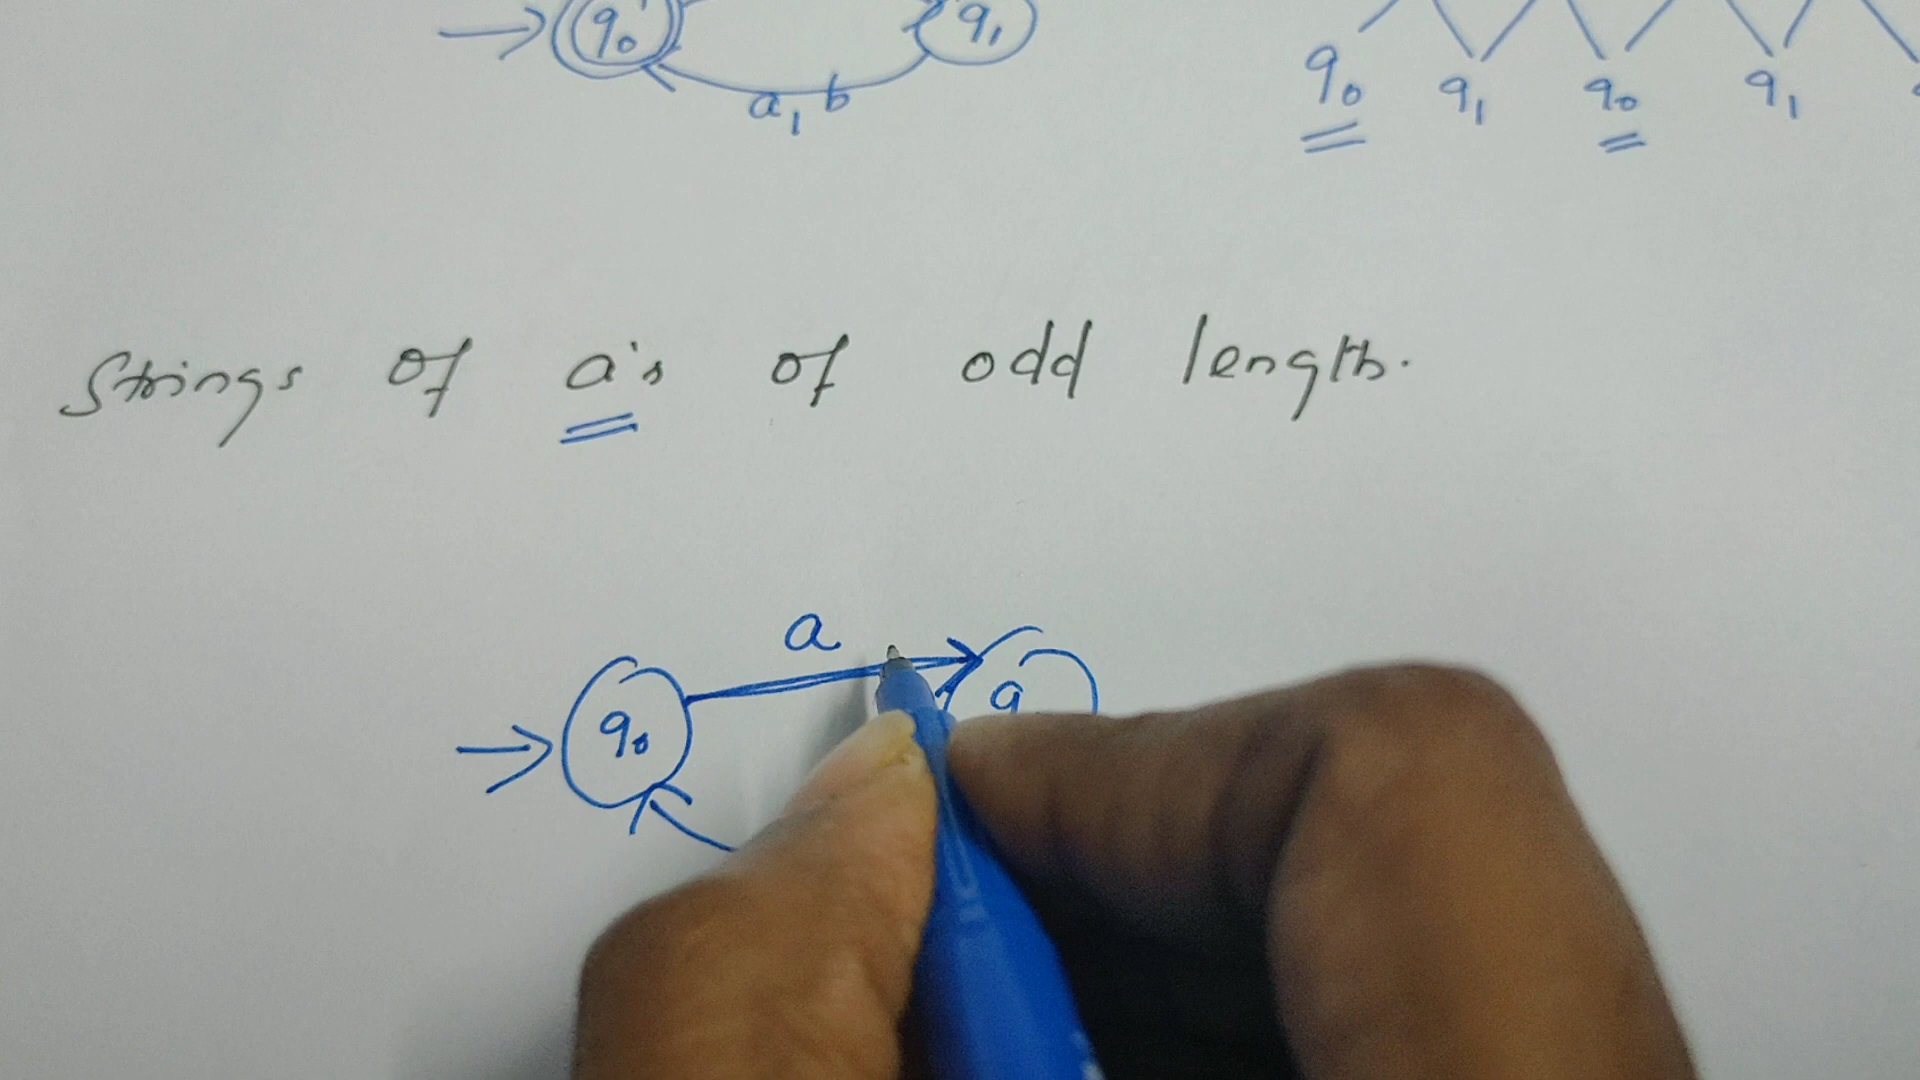 q0 q1
a, b
q0 q1 q0 q1
Strings of a's of odd length.
a
q0 q